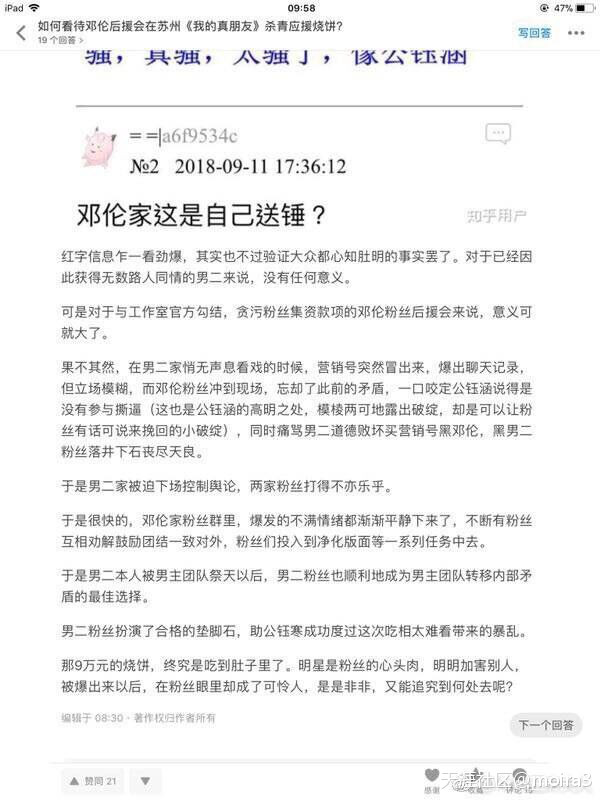 iPad
09:58
47%
如何看待邓伦后援会在苏州《我的真朋友》杀青应援烧饼?
19 个回答 >
写回答
骚，真骚，太骚了，像公钰涵
= =|a6f9534c
№2 2018-09-11 17:36:12
邓伦家这是自己送锤？
知乎用户
红字信息乍一看劲爆，其实也不过验证大众都心知肚明的事实罢了。对于已经因
此获得无数路人同情的男二来说，没有任何意义。
可是对于与工作室官方勾结，贪污粉丝集资款项的邓伦粉丝后援会来说，意义可
就大了。
果不其然，在男二家悄无声息看戏的时候，营销号突然冒出来，爆出聊天记录，
但立场模糊，而邓伦粉丝冲到现场，忘却了此前的矛盾，一口咬定公钰涵说得是
没有参与撕逼（这也是公钰涵的高明之处，模棱两可地露出破绽，却是可以让粉
丝有话可说来挽回的小破绽），同时痛骂男二道德败坏买营销号黑邓伦，黑男二
粉丝落井下石丧尽天良。
于是男二家被迫下场控制舆论，两家粉丝打得不亦乐乎。
于是很快的，邓伦家粉丝群里，爆发的不满情绪都渐渐平静下来了，不断有粉丝
互相劝解鼓励团结一致对外，粉丝们投入到净化版面等一系列任务中去。
于是男二本人被男主团队祭天以后，男二粉丝也顺利地成为男主团队转移内部矛
盾的最佳选择。
男二粉丝扮演了合格的垫脚石，助公钰寒成功度过这次吃相太难看带来的暴乱。
那9万元的烧饼，终究是吃到肚子里了。明星是粉丝的心头肉，明明加害别人，
被爆出来以后，在粉丝眼里却成了可怜人，是是非非，又能追究到何处去呢？
编辑于 08:30 · 著作权归作者所有
下一个回答
赞同 21
感谢 收藏 评论 15
天涯社区@moira3